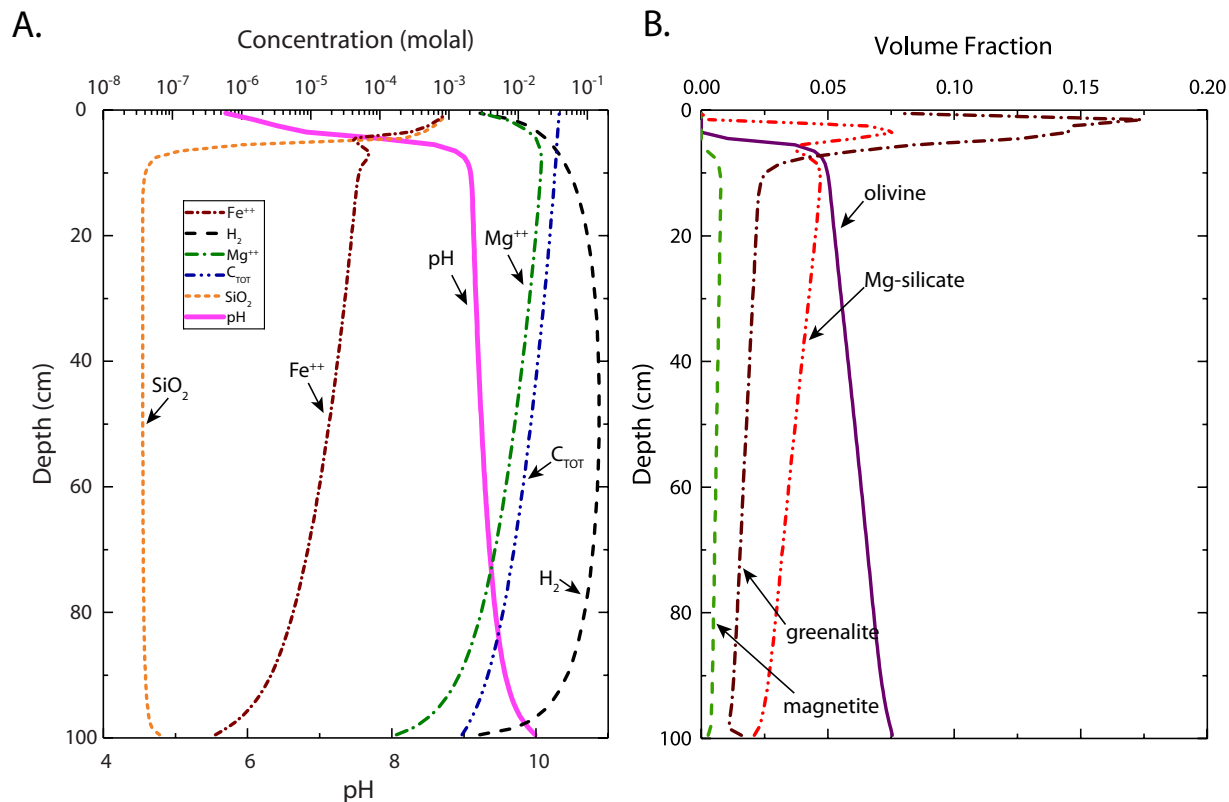 A.
Concentration (molal)
10⁻⁸ 10⁻⁷ 10⁻⁶ 10⁻⁵ 10⁻⁴ 10⁻³ 10⁻² 10⁻¹
0
20
40
60
80
100
Depth (cm)
4 6 8 10
pH
Fe⁺⁺
H₂
Mg⁺⁺
C_TOT
SiO₂
pH
SiO₂
Fe⁺⁺
pH
Mg⁺⁺
C_TOT
H₂
B.
Volume Fraction
0.00 0.05 0.10 0.15 0.20
0
20
40
60
80
100
Depth (cm)
olivine
Mg-silicate
greenalite
magnetite